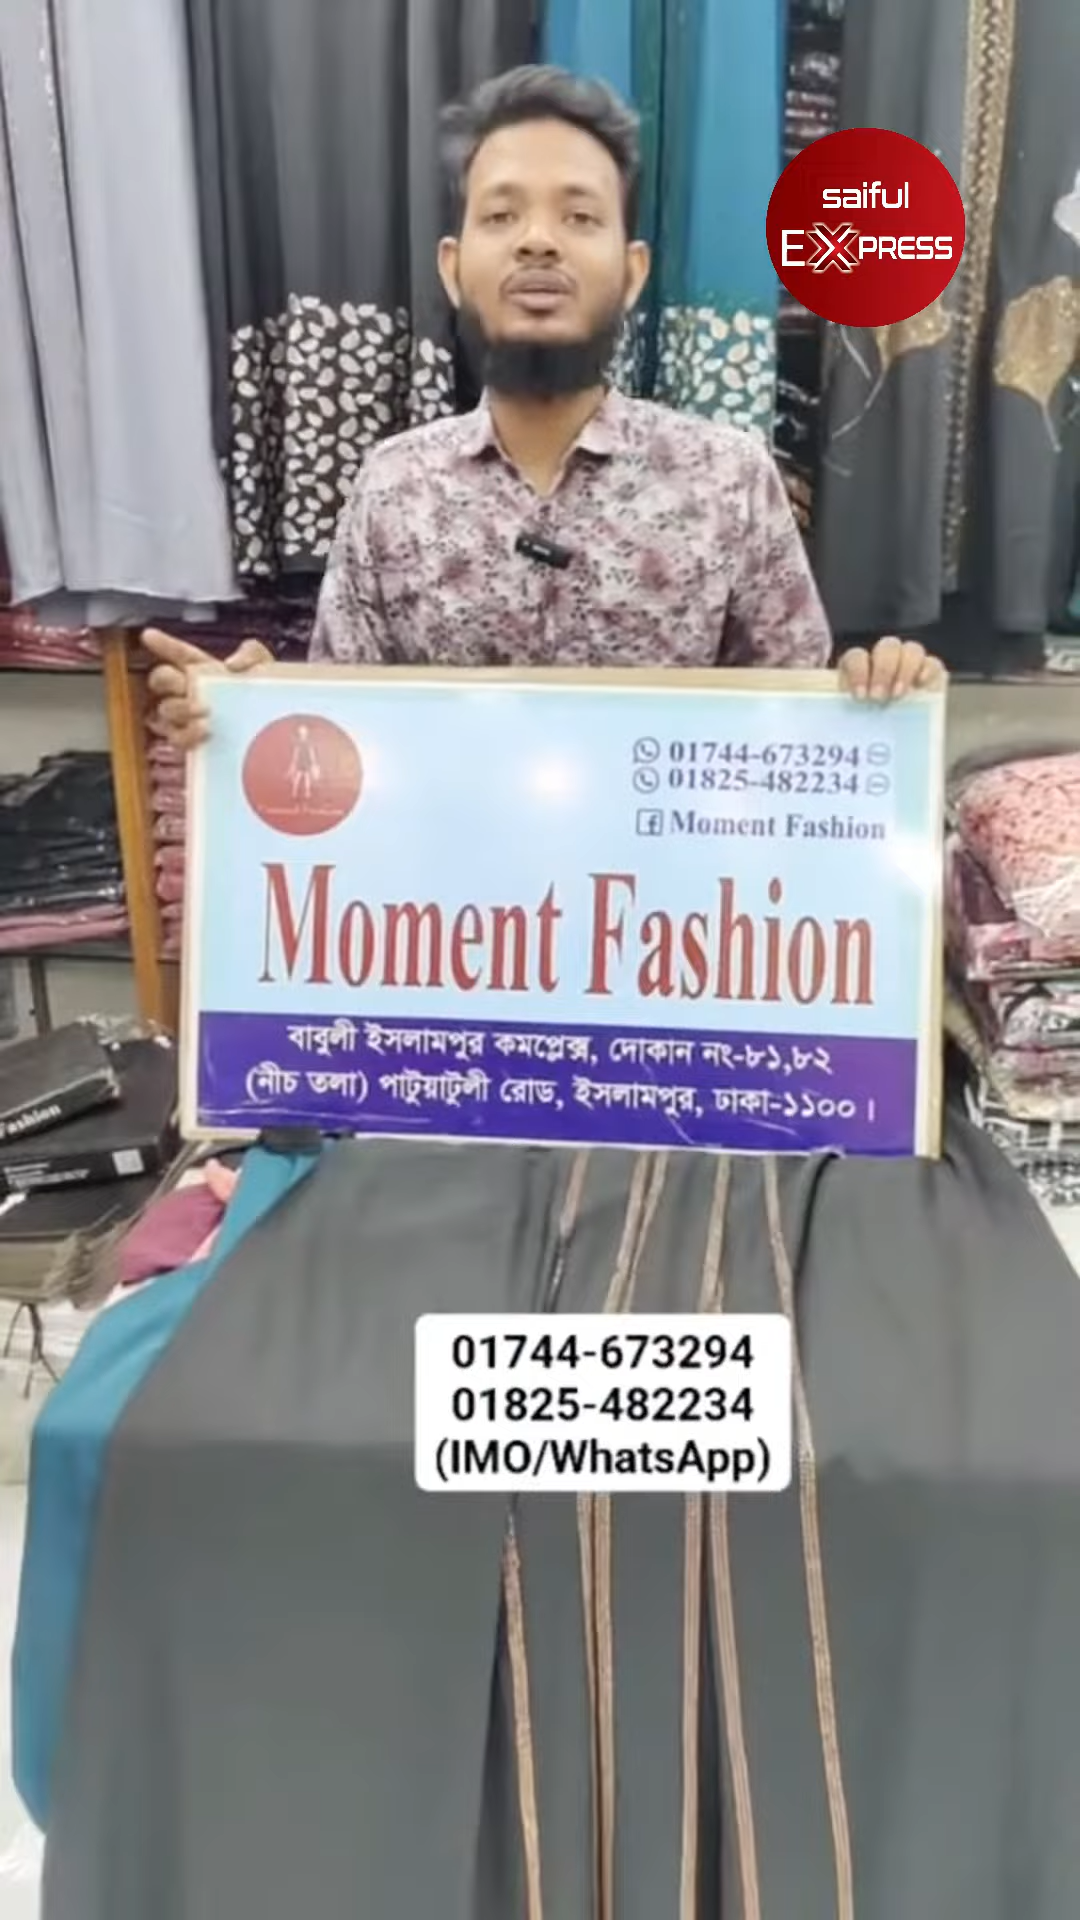 saiful
EXPRESS
01744-673294
01825-482234
Moment Fashion
Moment Fashion
বাবুলী ইসলামপুর কমপ্লেক্স, দোকান নং-৮১,৮২
(নীচ তলা) পাটুয়াটুলী রোড, ইসলামপুর, ঢাকা-১১০০।
Fashion
01744-673294
01825-482234
(IMO/WhatsApp)